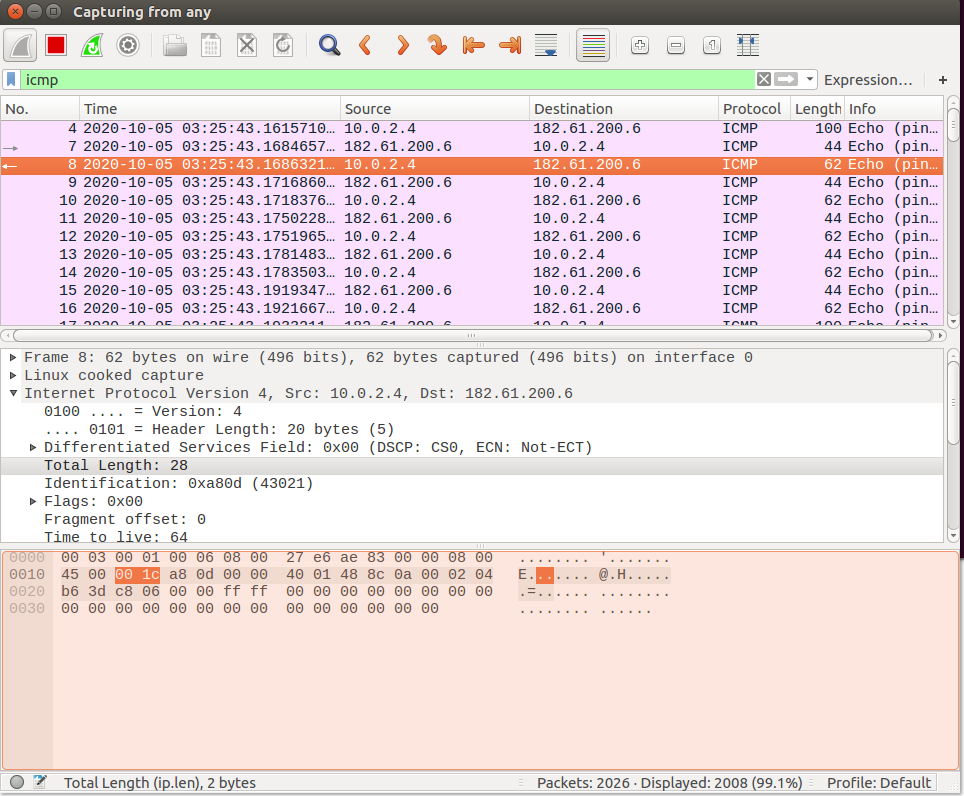 Capturing from any
icmp Expression… +
No. Time Source Destination Protocol Length Info
4 2020-10-05 03:25:43.1615710… 10.0.2.4 182.61.200.6 ICMP 100 Echo (pin…
7 2020-10-05 03:25:43.1684657… 182.61.200.6 10.0.2.4 ICMP 44 Echo (pin…
8 2020-10-05 03:25:43.1686321… 10.0.2.4 182.61.200.6 ICMP 62 Echo (pin…
9 2020-10-05 03:25:43.1716860… 182.61.200.6 10.0.2.4 ICMP 44 Echo (pin…
10 2020-10-05 03:25:43.1718376… 10.0.2.4 182.61.200.6 ICMP 62 Echo (pin…
11 2020-10-05 03:25:43.1750228… 182.61.200.6 10.0.2.4 ICMP 44 Echo (pin…
12 2020-10-05 03:25:43.1751965… 10.0.2.4 182.61.200.6 ICMP 62 Echo (pin…
13 2020-10-05 03:25:43.1781483… 182.61.200.6 10.0.2.4 ICMP 44 Echo (pin…
14 2020-10-05 03:25:43.1783503… 10.0.2.4 182.61.200.6 ICMP 62 Echo (pin…
15 2020-10-05 03:25:43.1919347… 182.61.200.6 10.0.2.4 ICMP 44 Echo (pin…
16 2020-10-05 03:25:43.1921667… 10.0.2.4 182.61.200.6 ICMP 62 Echo (pin…
Frame 8: 62 bytes on wire (496 bits), 62 bytes captured (496 bits) on interface 0
Linux cooked capture
Internet Protocol Version 4, Src: 10.0.2.4, Dst: 182.61.200.6
0100 .... = Version: 4
.... 0101 = Header Length: 20 bytes (5)
Differentiated Services Field: 0x00 (DSCP: CS0, ECN: Not-ECT)
Total Length: 28
Identification: 0xa80d (43021)
Flags: 0x00
Fragment offset: 0
Time to live: 64
0000 00 03 00 01 00 06 08 00 27 e6 ae 83 00 00 08 00 ........ '.......
0010 45 00 00 1c a8 0d 00 00 40 01 48 8c 0a 00 02 04 E....... @.H.....
0020 b6 3d c8 06 00 00 ff ff 00 00 00 00 00 00 00 00 .=...... ........
0030 00 00 00 00 00 00 00 00 00 00 00 00 00 00 ........ ......
Total Length (ip.len), 2 bytes Packets: 2026 · Displayed: 2008 (99.1%) Profile: Default